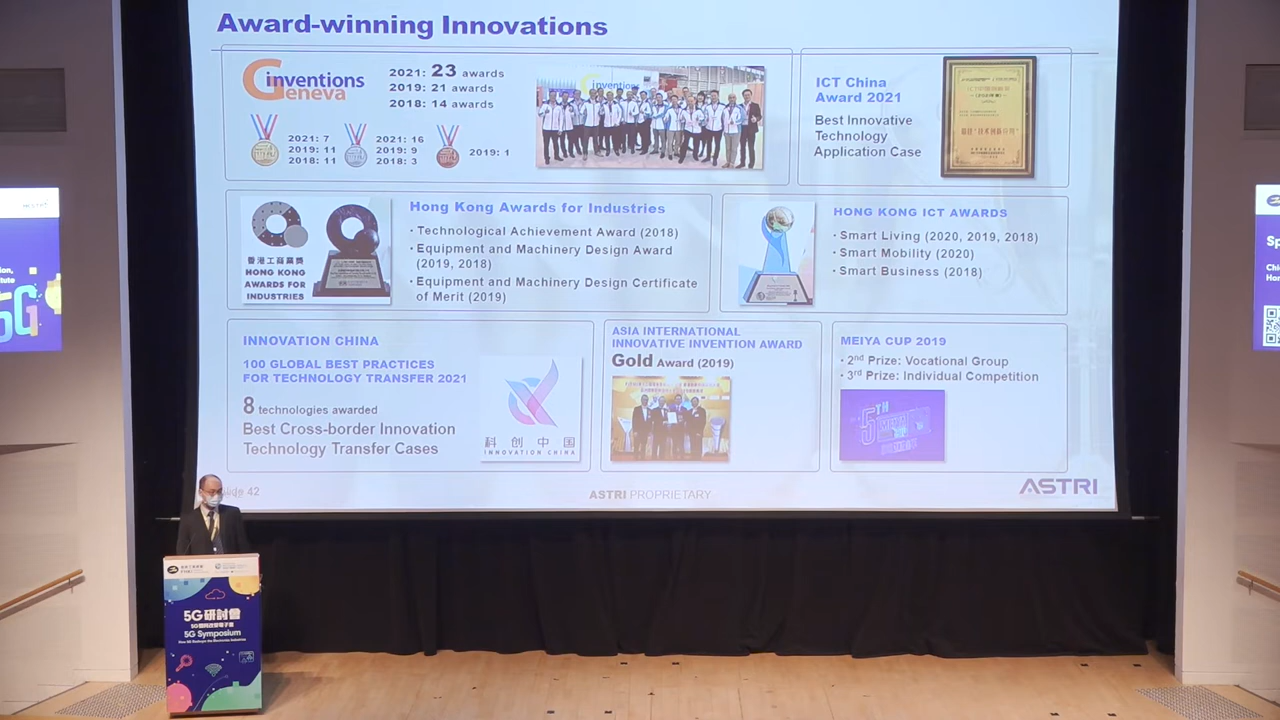 Award-winning Innovations
inventions
Geneva
2021: 23 awards
2019: 21 awards
2018: 14 awards
2021: 7
2019: 11
2018: 11
2021: 16
2019: 9
2018: 3
2019: 1
inventions
ICT China
Award 2021
Best Innovative
Technology
Application Case
香港工商業獎
HONG KONG
AWARDS FOR
INDUSTRIES
Hong Kong Awards for Industries
· Technological Achievement Award (2018)
· Equipment and Machinery Design Award
(2019, 2018)
· Equipment and Machinery Design Certificate
of Merit (2019)
HONG KONG ICT AWARDS
· Smart Living (2020, 2019, 2018)
· Smart Mobility (2020)
· Smart Business (2018)
INNOVATION CHINA
100 GLOBAL BEST PRACTICES
FOR TECHNOLOGY TRANSFER 2021
8 technologies awarded
Best Cross-border Innovation
Technology Transfer Cases
科创中国
INNOVATION CHINA
ASIA INTERNATIONAL
INNOVATIVE INVENTION AWARD
Gold Award (2019)
MEIYA CUP 2019
· 2nd Prize: Vocational Group
· 3rd Prize: Individual Competition
5TH
Slide 42
ASTRI PROPRIETARY
ASTRI
5G
5G研討會
5G Symposium